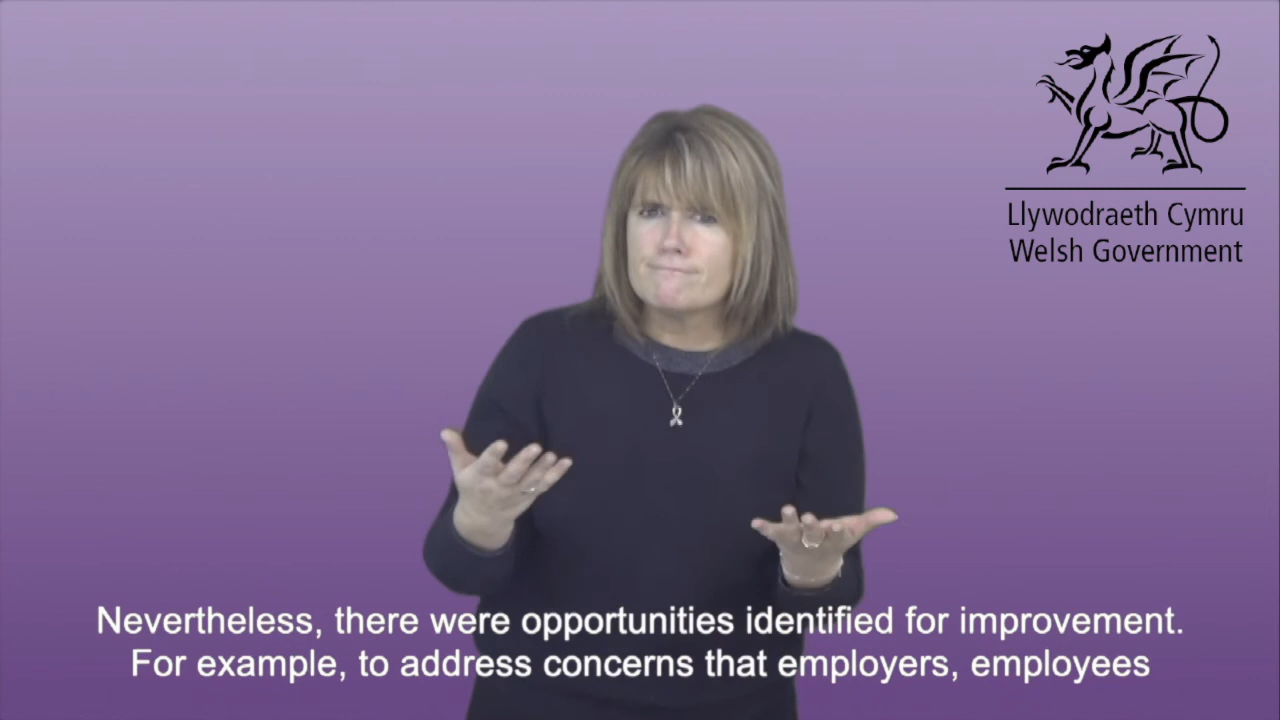 Llywodraeth Cymru
Welsh Government
Nevertheless, there were opportunities identified for improvement.
For example, to address concerns that employers, employees